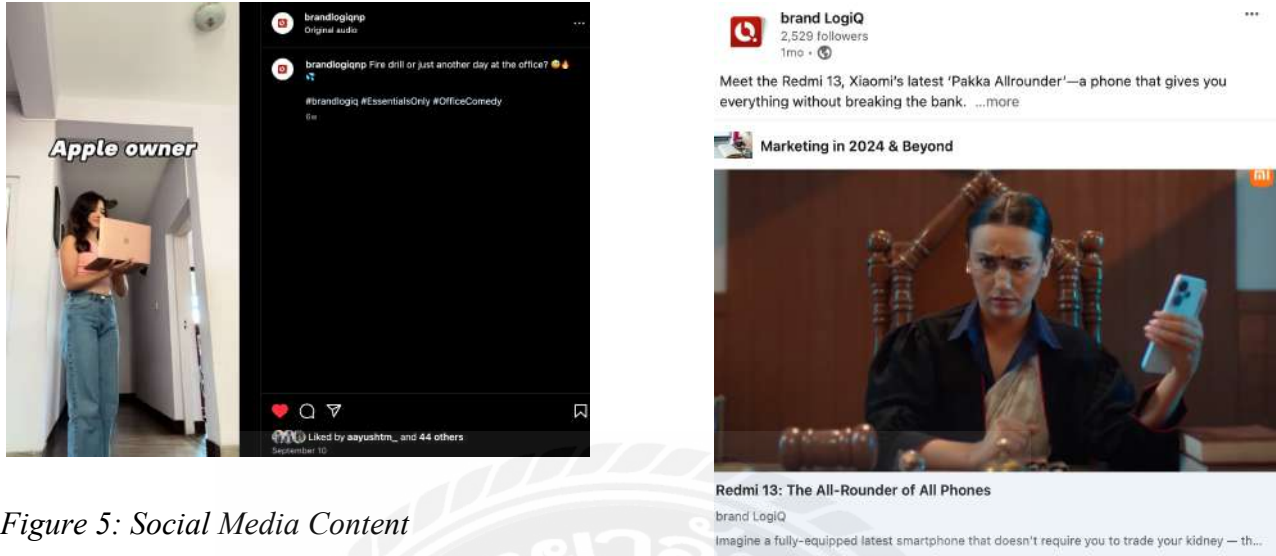 Apple owner
brandlogiqnp
Original audio
brandlogiqnp Fire drill or just another day at the office? 😅🔥
💦
#brandlogiq #EssentialsOnly #OfficeComedy
6w
Liked by aayushtm_ and 44 others
September 10
brand LogiQ
2,529 followers
1mo •
Meet the Redmi 13, Xiaomi's latest 'Pakka Allrounder'—a phone that gives you
everything without breaking the bank. ...more
Marketing in 2024 & Beyond
mi
Redmi 13: The All-Rounder of All Phones
brand LogiQ
Imagine a fully-equipped latest smartphone that doesn't require you to trade your kidney — th...
Figure 5: Social Media Content